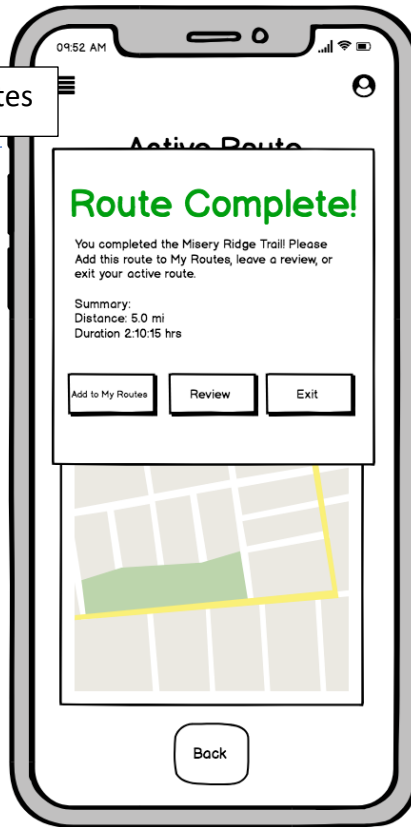 09:52 AM
Active Route
Route Complete!
You completed the Misery Ridge Trail! Please
Add this route to My Routes, leave a review, or
exit your active route.
Summary:
Distance: 5.0 mi
Duration 2:10:15 hrs
Add to My Routes
Review
Exit
Back